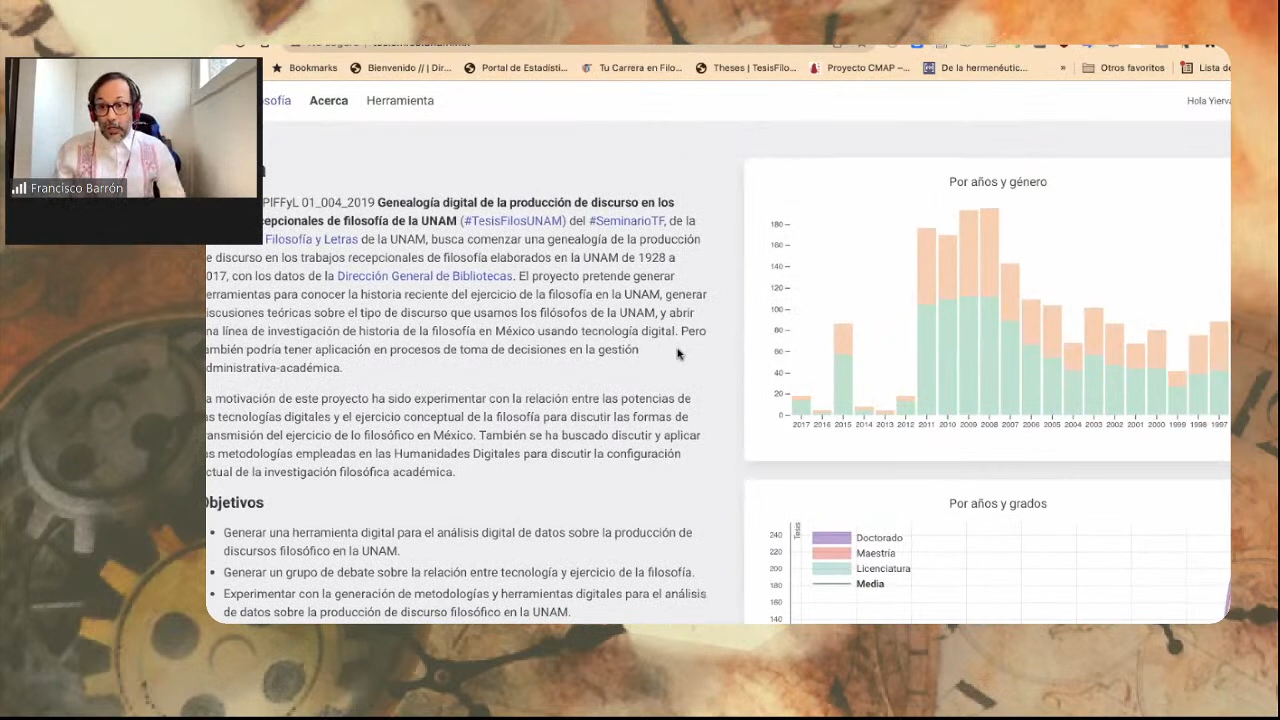 Bookmarks
Bienvenido // | Dir...
Portal de Estadísti...
Tu Carrera en Filo...
Theses | TesisFilo...
Proyecto CMAP –...
De la hermenéutic...
»
Otros favoritos
Lista de
sofía
Acerca
Herramienta
Hola Yierva
Francisco Barrón
PIFFyL 01_004_2019 Genealogía digital de la producción de discurso en los
cepcionales de filosofía de la UNAM (#TesisFilosUNAM) del #SeminarioTF, de la
Filosofía y Letras de la UNAM, busca comenzar una genealogía de la producción
e discurso en los trabajos recepcionales de filosofía elaborados en la UNAM de 1928 a
017, con los datos de la Dirección General de Bibliotecas. El proyecto pretende generar
erramientas para conocer la historia reciente del ejercicio de la filosofía en la UNAM, generar
iscusiones teóricas sobre el tipo de discurso que usamos los filósofos de la UNAM, y abrir
na línea de investigación de historia de la filosofía en México usando tecnología digital. Pero
ambién podría tener aplicación en procesos de toma de decisiones en la gestión
dministrativa-académica.
a motivación de este proyecto ha sido experimentar con la relación entre las potencias de
as tecnologías digitales y el ejercicio conceptual de la filosofía para discutir las formas de
ransmisión del ejercicio de lo filosófico en México. También se ha buscado discutir y aplicar
as metodologías empleadas en las Humanidades Digitales para discutir la configuración
ctual de la investigación filosófica académica.
Objetivos
• Generar una herramienta digital para el análisis digital de datos sobre la producción de
discursos filosófico en la UNAM.
• Generar un grupo de debate sobre la relación entre tecnología y ejercicio de la filosofía.
• Experimentar con la generación de metodologías y herramientas digitales para el análisis
de datos sobre la producción de discurso filosófico en la UNAM.
Por años y género
180
160
140
120
100
80
60
40
20
0
2017 2016 2015 2014 2013 2012 2011 2010 2009 2008 2007 2006 2005 2004 2003 2002 2001 2000 1999 1998 1997
Por años y grados
Tesis
240
220
200
180
160
140
Doctorado
Maestría
Licenciatura
Media